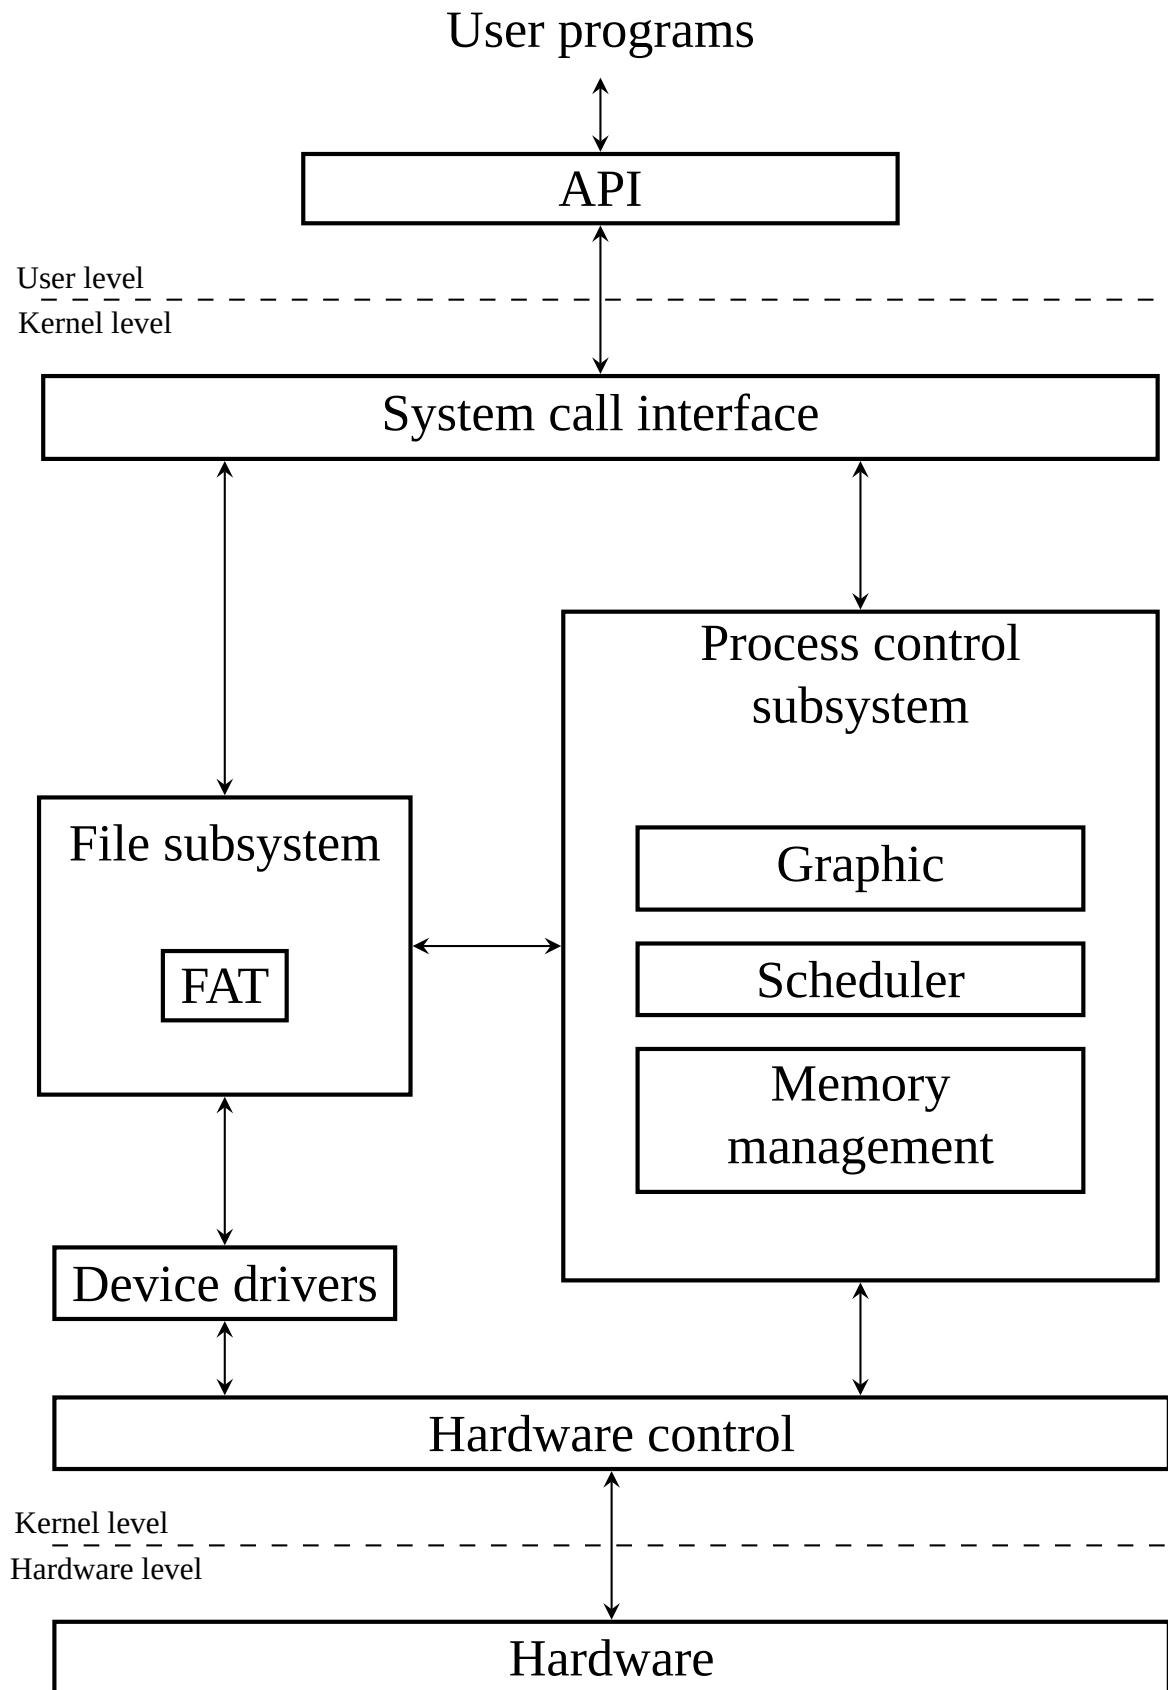 User programs
API
User level
Kernel level
System call interface
Process control
subsystem
File subsystem
Graphic
FAT
Scheduler
Memory
management
Device drivers
Hardware control
Kernel level
Hardware level
Hardware